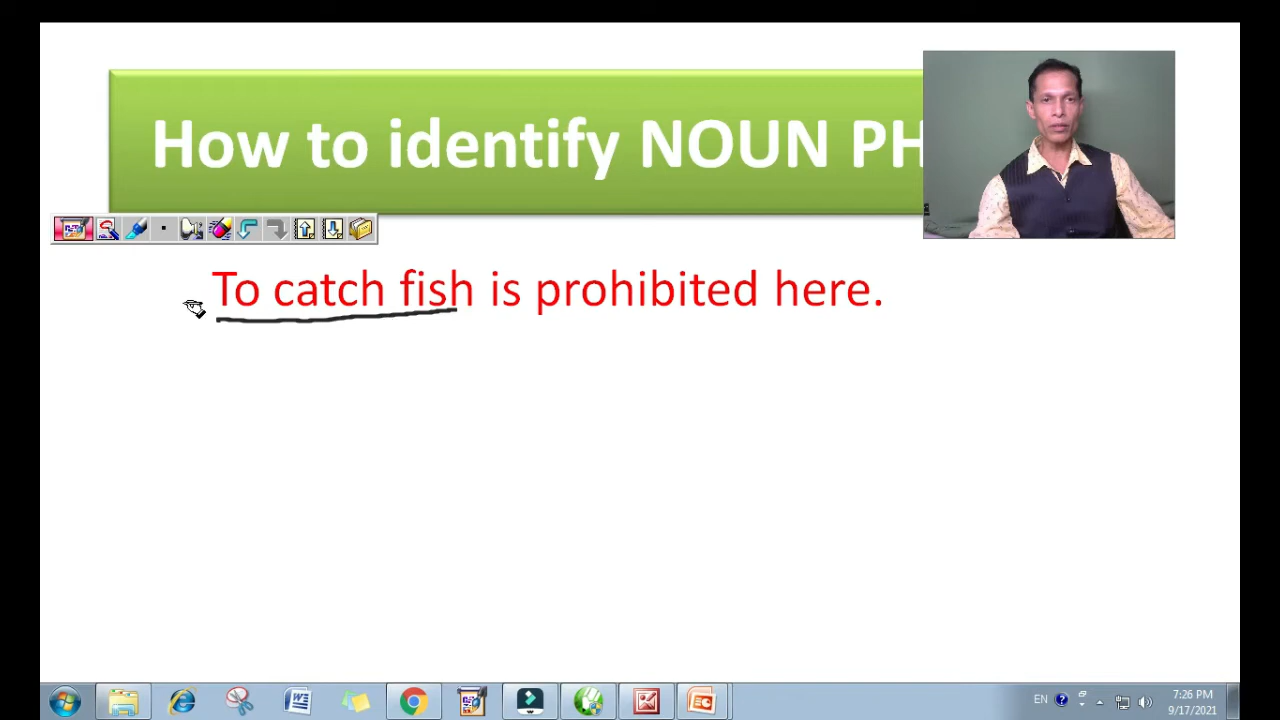 How to identify NOUN PH
To catch fish is prohibited here.
EN
7:26 PM
9/17/2021